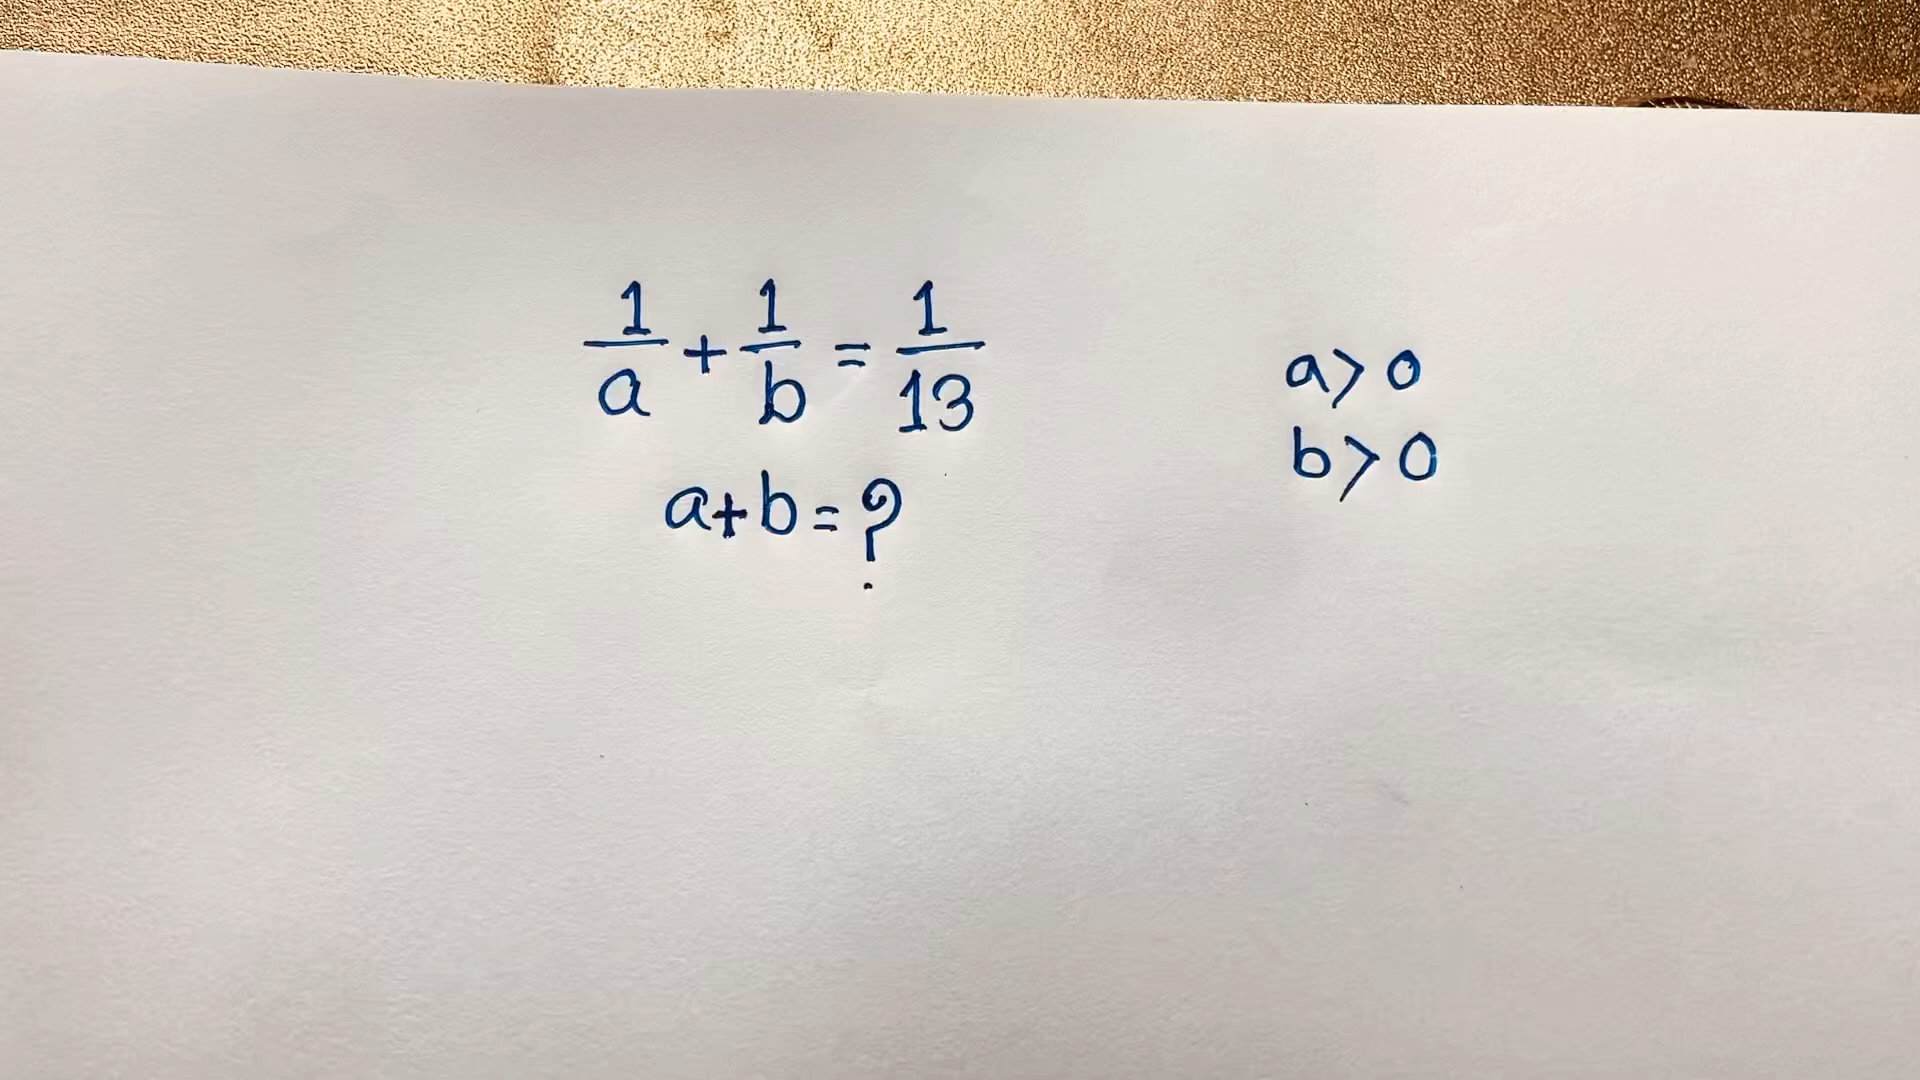 1/a + 1/b = 1/13
a+b=?
a>0
b>0